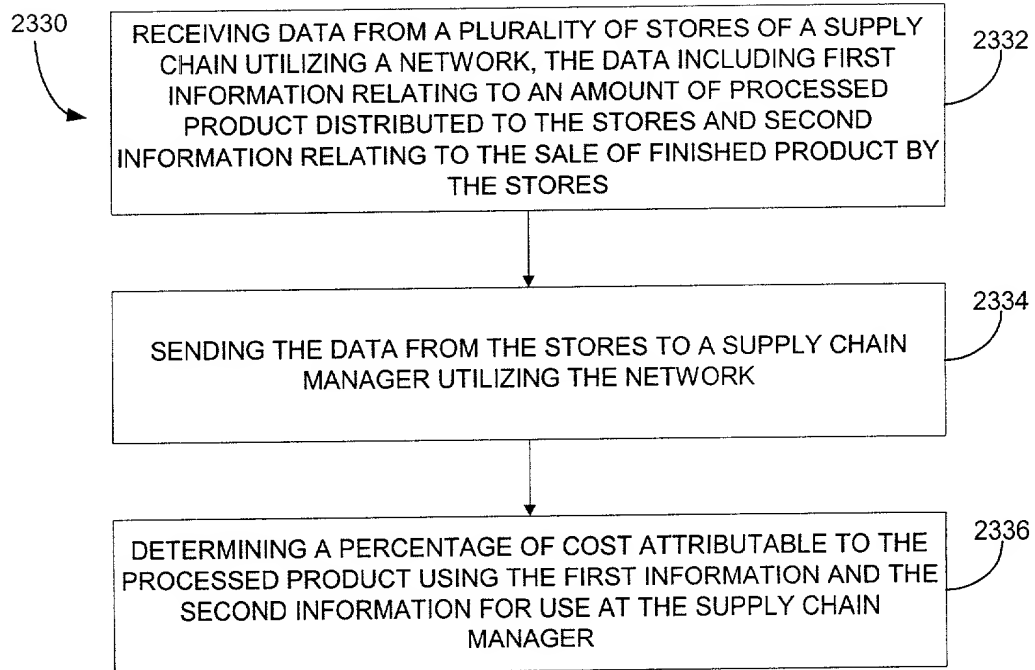 2330
RECEIVING DATA FROM A PLURALITY OF STORES OF A SUPPLY
CHAIN UTILIZING A NETWORK, THE DATA INCLUDING FIRST
INFORMATION RELATING TO AN AMOUNT OF PROCESSED
PRODUCT DISTRIBUTED TO THE STORES AND SECOND
INFORMATION RELATING TO THE SALE OF FINISHED PRODUCT BY
THE STORES
2332
SENDING THE DATA FROM THE STORES TO A SUPPLY CHAIN
MANAGER UTILIZING THE NETWORK
2334
DETERMINING A PERCENTAGE OF COST ATTRIBUTABLE TO THE
PROCESSED PRODUCT USING THE FIRST INFORMATION AND THE
SECOND INFORMATION FOR USE AT THE SUPPLY CHAIN
MANAGER
2336